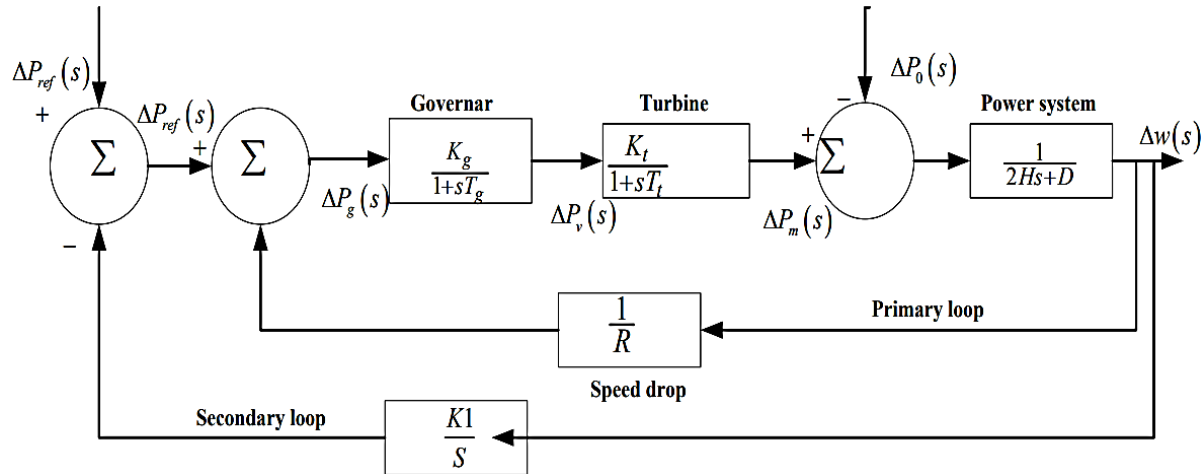 ΔP_ref(s)
+
Σ
−
ΔP_ref(s)
+
Σ
ΔP_g(s)
Governar
K_g
1+sT_g
ΔP_v(s)
Turbine
K_t
1+sT_t
ΔP_m(s)
ΔP_0(s)
−
+
Σ
Power system
1
2Hs+D
Δw(s)
1
R
Primary loop
Speed drop
Secondary loop
K1
S